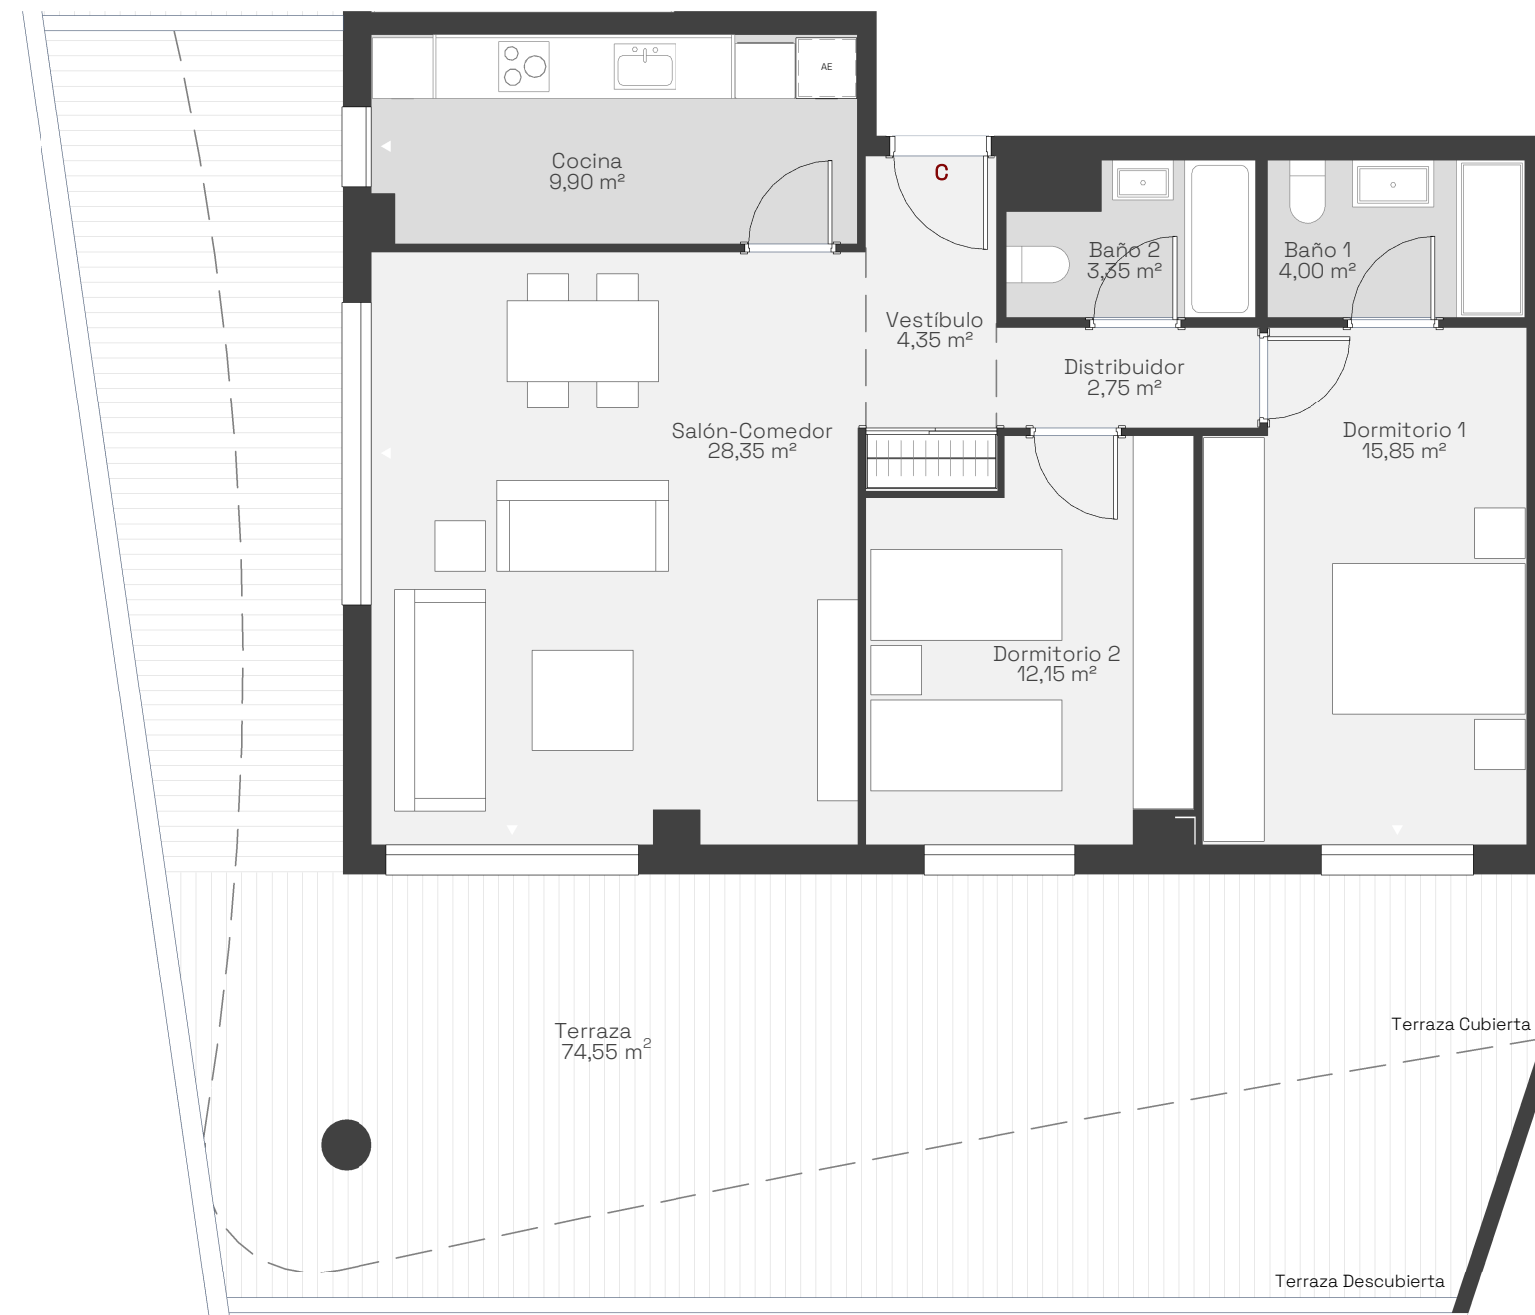 AE
Cocina
9,90 m²
C
Baño 2
3,35 m²
Baño 1
4,00 m²
Vestíbulo
4,35 m²
Distribuidor
2,75 m²
Salón-Comedor
28,35 m²
Dormitorio 1
15,85 m²
Dormitorio 2
12,15 m²
Terraza
74,55 m²
Terraza Cubierta
Terraza Descubierta